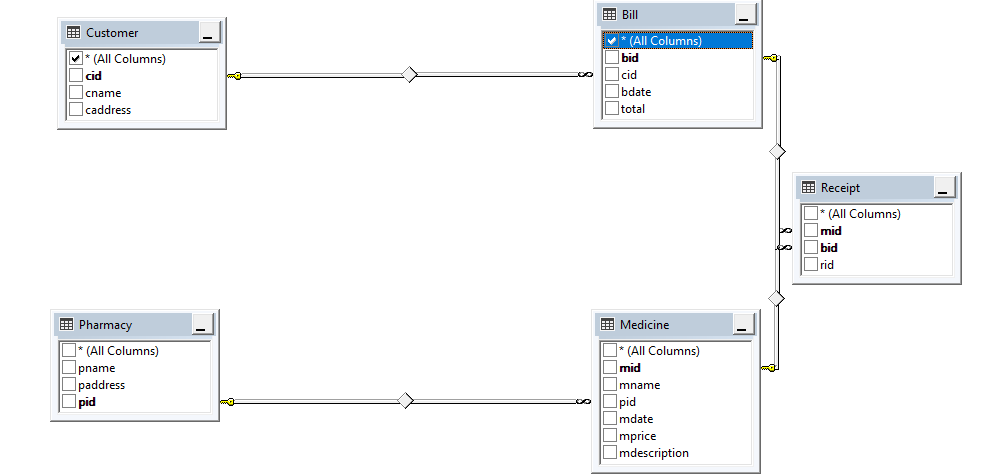 Customer
* (All Columns)
cid
cname
caddress
Bill
* (All Columns)
bid
cid
bdate
total
Receipt
* (All Columns)
mid
bid
rid
Pharmacy
* (All Columns)
pname
paddress
pid
Medicine
* (All Columns)
mid
mname
pid
mdate
mprice
mdescription